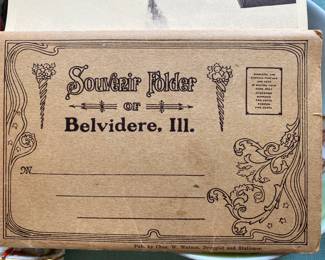 Souvenir Folder
OF
Belvidere, Ill.
Pub. by Chas. W. Watson, Druggist and Stationer